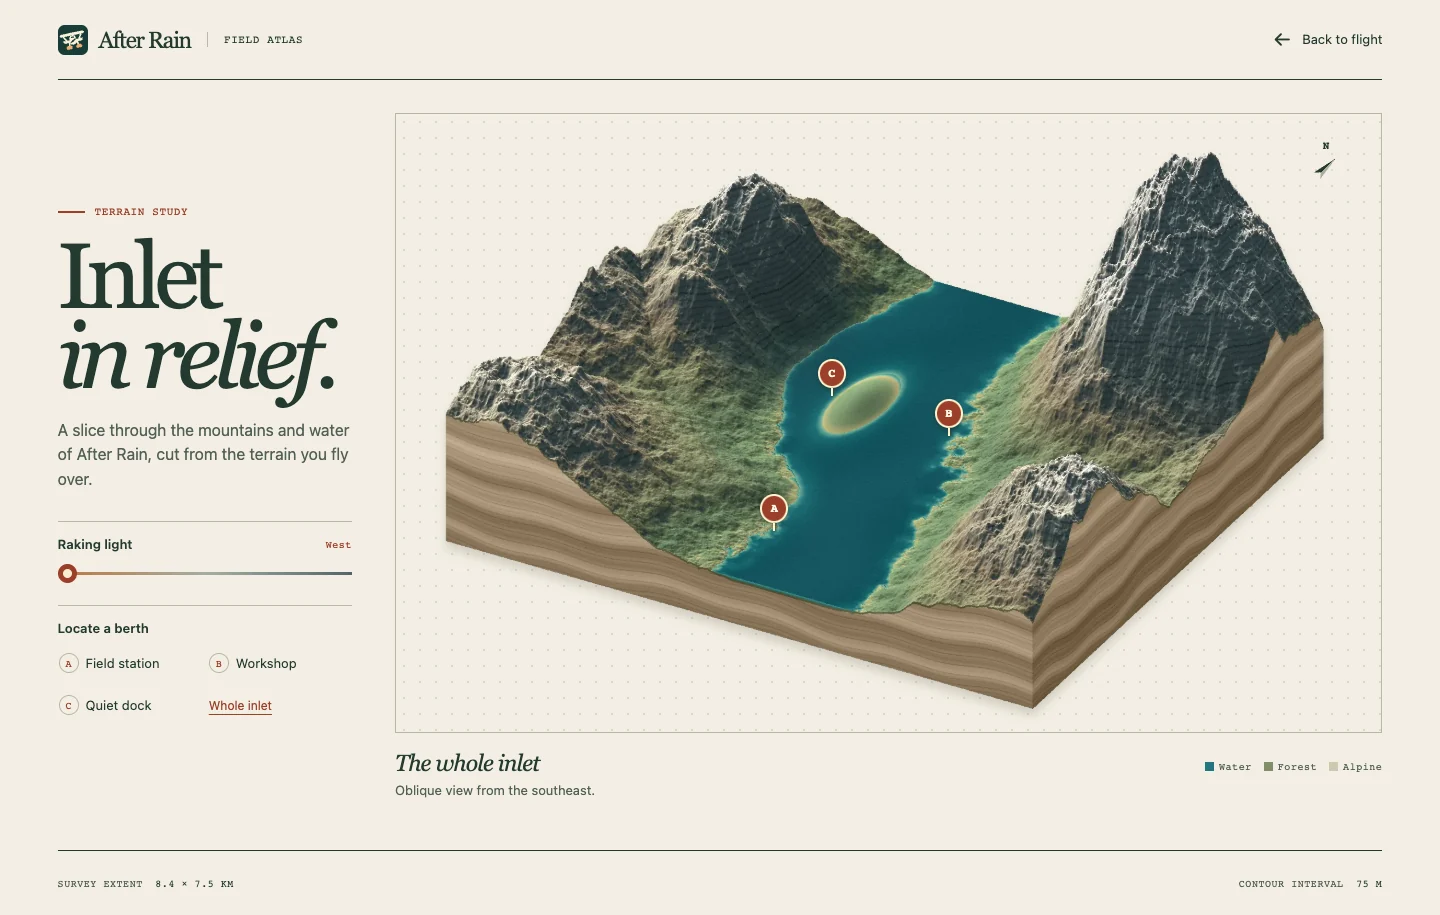 After Rain
FIELD ATLAS
Back to flight
TERRAIN STUDY
Inlet
in relief.
A slice through the mountains and water
of After Rain, cut from the terrain you fly
over.
Raking light
West
Locate a berth
A Field station
B Workshop
C Quiet dock
Whole inlet
N
C
B
A
The whole inlet
Oblique view from the southeast.
Water Forest Alpine
SURVEY EXTENT 8.4 × 7.5 KM
CONTOUR INTERVAL 75 M